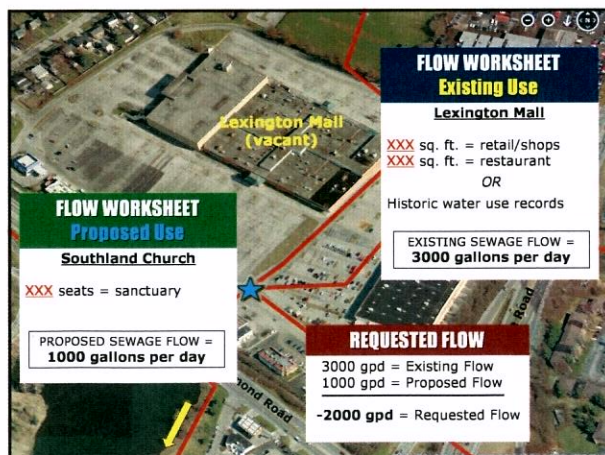 FLOW WORKSHEET
Existing Use
Lexington Mall
XXX sq. ft. = retail/shops
XXX sq. ft. = restaurant
OR
Historic water use records
EXISTING SEWAGE FLOW =
3000 gallons per day
Lexington Mall
(vacant)
FLOW WORKSHEET
Proposed Use
Southland Church
XXX seats = sanctuary
PROPOSED SEWAGE FLOW =
1000 gallons per day
REQUESTED FLOW
3000 gpd = Existing Flow
1000 gpd = Proposed Flow
-2000 gpd = Requested Flow
Road
Road